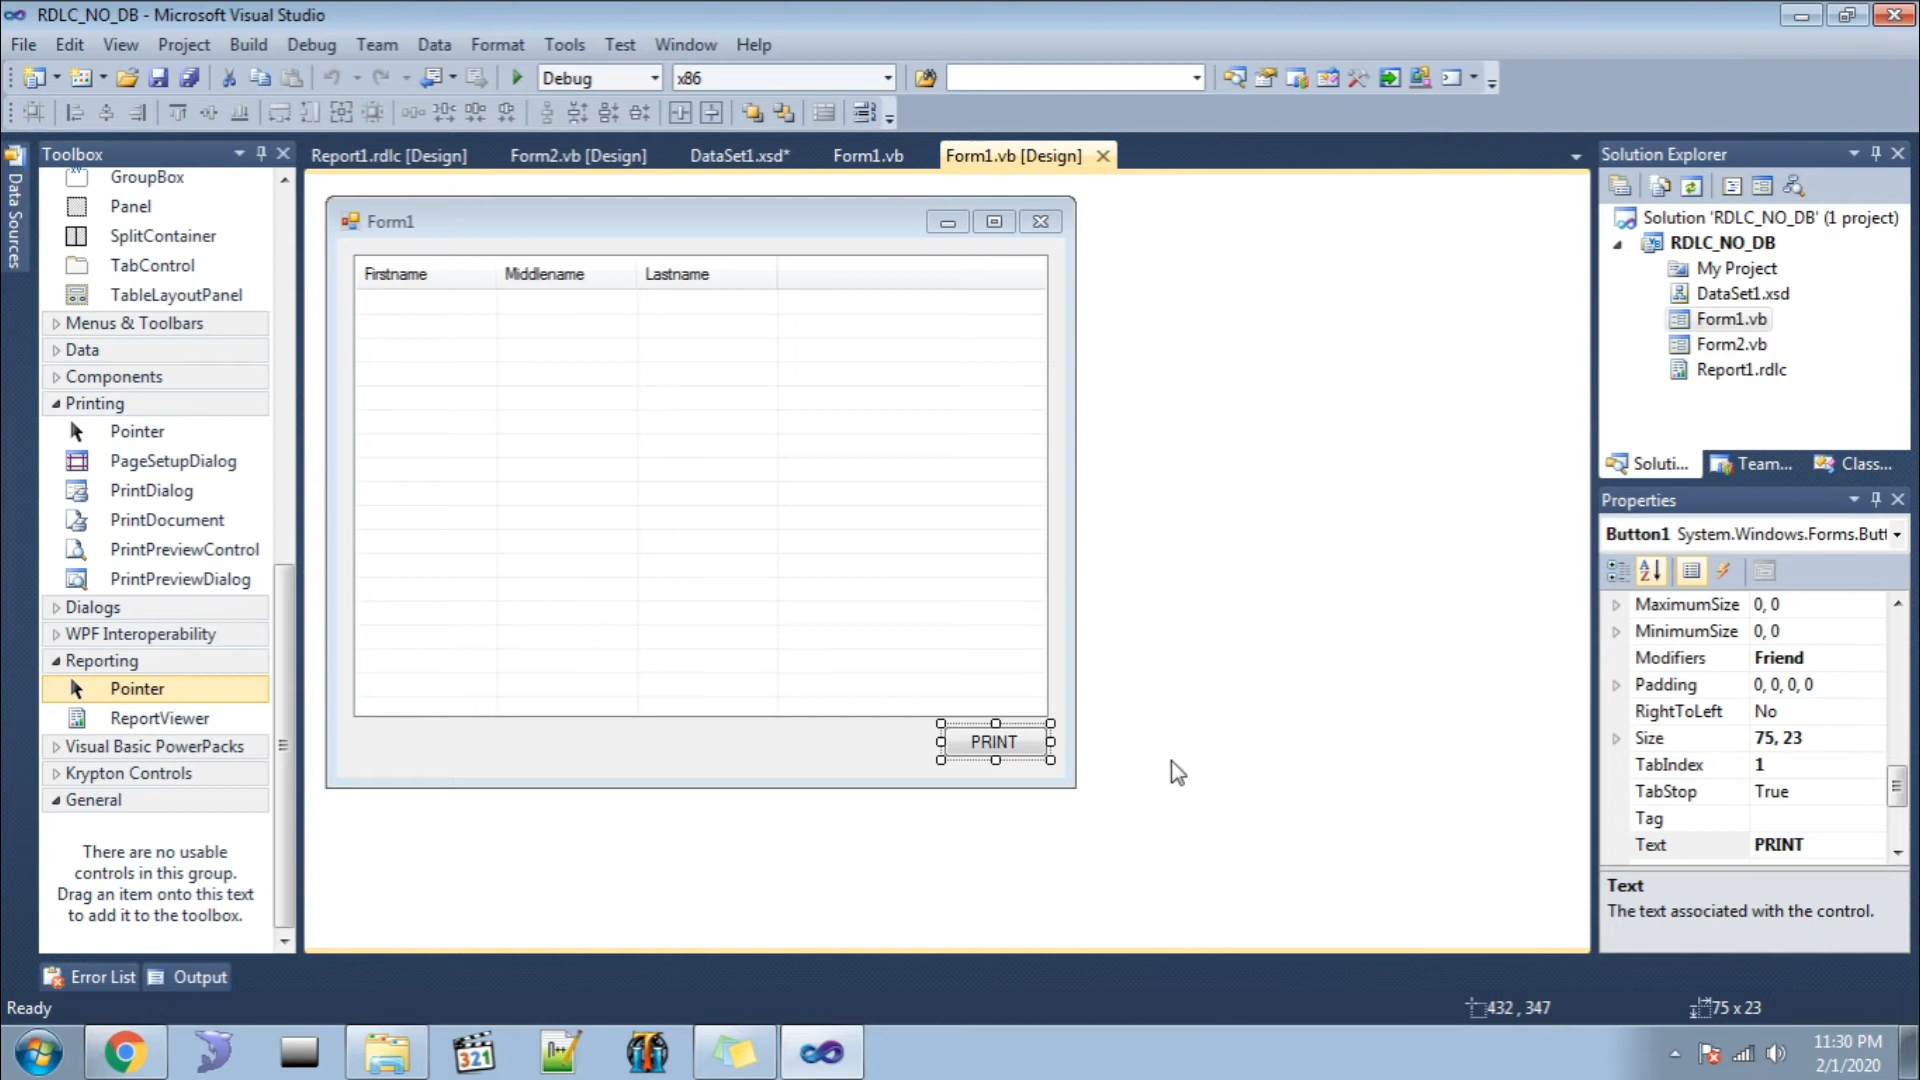 RDLC_NO_DB - Microsoft Visual Studio
File Edit View Project Build Debug Team Data Format Tools Test Window Help
Debug x86
Toolbox
Report1.rdlc [Design] Form2.vb [Design] DataSet1.xsd* Form1.vb Form1.vb [Design]
Solution Explorer
Data Sources
GroupBox
Panel
SplitContainer
TabControl
TableLayoutPanel
Menus & Toolbars
Data
Components
Printing
Pointer
PageSetupDialog
PrintDialog
PrintDocument
PrintPreviewControl
PrintPreviewDialog
Dialogs
WPF Interoperability
Reporting
Pointer
ReportViewer
Visual Basic PowerPacks
Krypton Controls
General
There are no usable
controls in this group.
Drag an item onto this text
to add it to the toolbox.
Form1
Firstname Middlename Lastname
PRINT
Solution 'RDLC_NO_DB' (1 project)
RDLC_NO_DB
My Project
DataSet1.xsd
Form1.vb
Form2.vb
Report1.rdlc
Soluti... Team... Class...
Properties
Button1 System.Windows.Forms.Butt
MaximumSize 0, 0
MinimumSize 0, 0
Modifiers Friend
Padding 0, 0, 0, 0
RightToLeft No
Size 75, 23
TabIndex 1
TabStop True
Tag
Text PRINT
Text
The text associated with the control.
Error List Output
Ready 432 , 347 75 x 23
321
n++
11:30 PM
2/1/2020